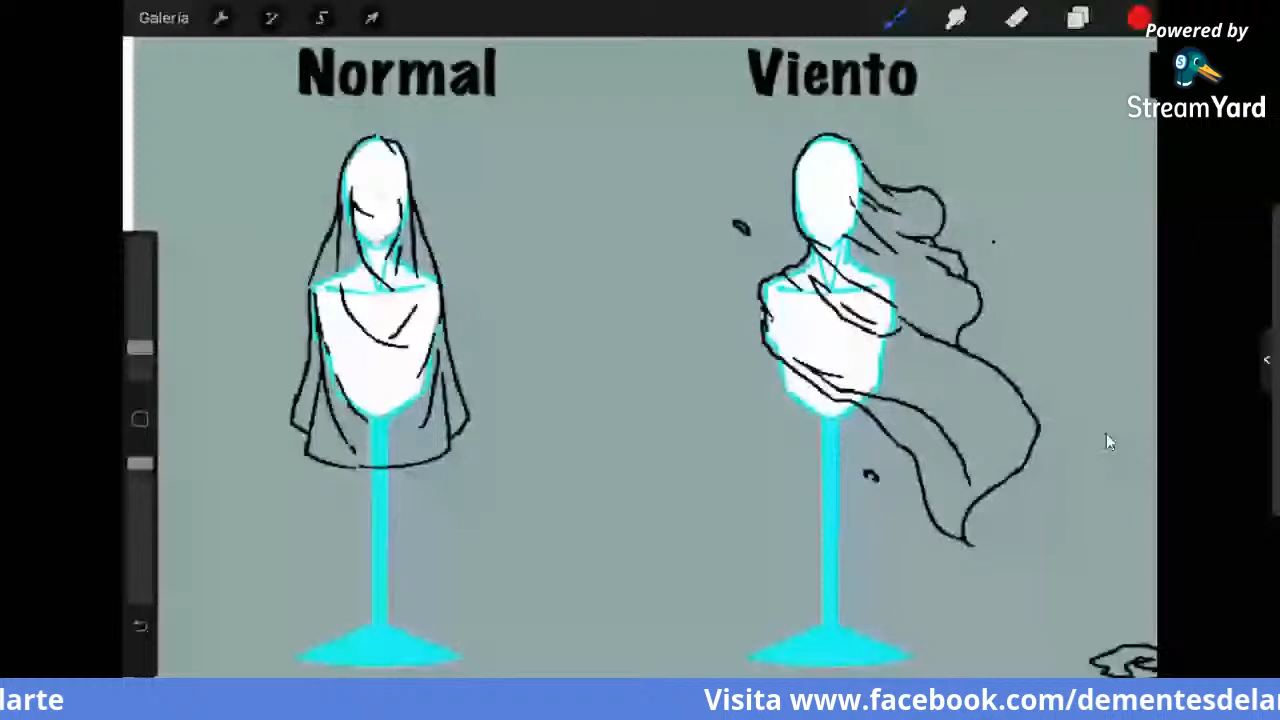 Galería
Powered by
StreamYard
Normal
Viento
larte
Visita www.facebook.com/dementesdelar